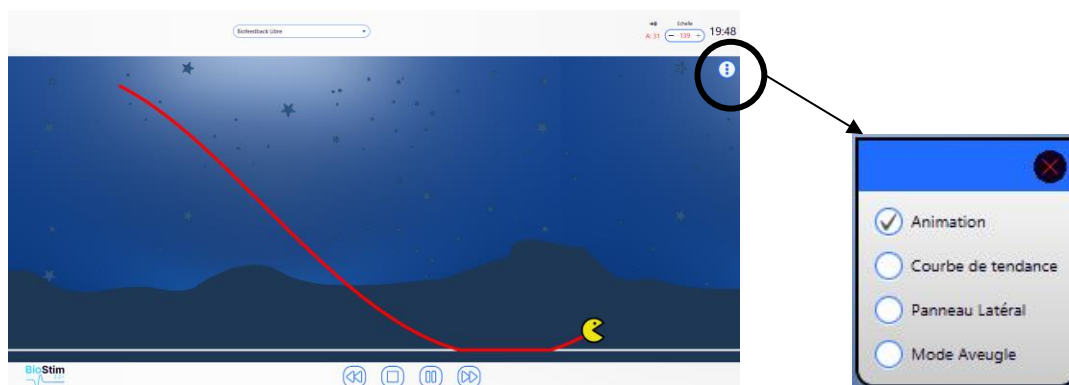 Echelle
Biofeedback Libre
A: 31 − 139 + 19:48
Animation
Courbe de tendance
Panneau Latéral
Mode Aveugle
BioStim